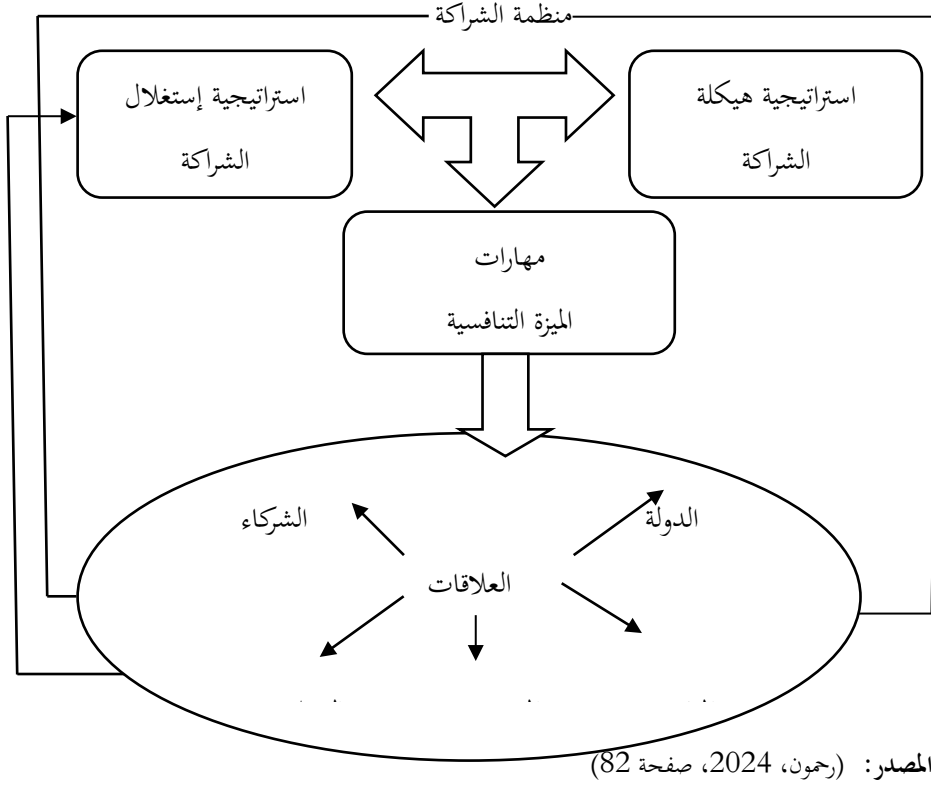 منظمة الشراكة
استراتيجية هيكلة
الشراكة
استراتيجية إستغلال
الشراكة
مهارات
الميزة التنافسية
الدولة
الشركاء
العلاقات
المصدر: (رحمون، 2024، صفحة 82)